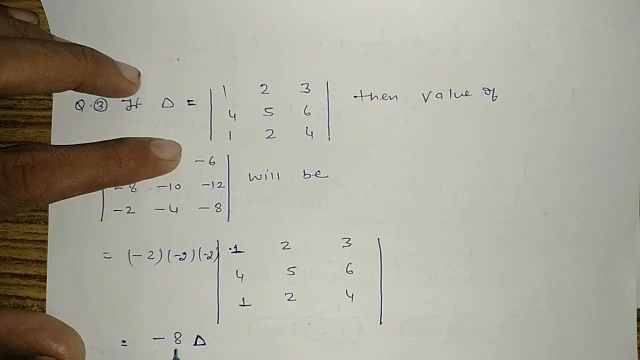 Q.③ If Δ = | 1 2 3 | then value of
| 4 5 6 |
| 1 2 4 |
-6 |
| -8 -10 -12 | will be
| -2 -4 -8 |
= (-2)(-2)(-2) | 1 2 3 |
| 4 5 6 |
| 1 2 4 |
= -8 Δ